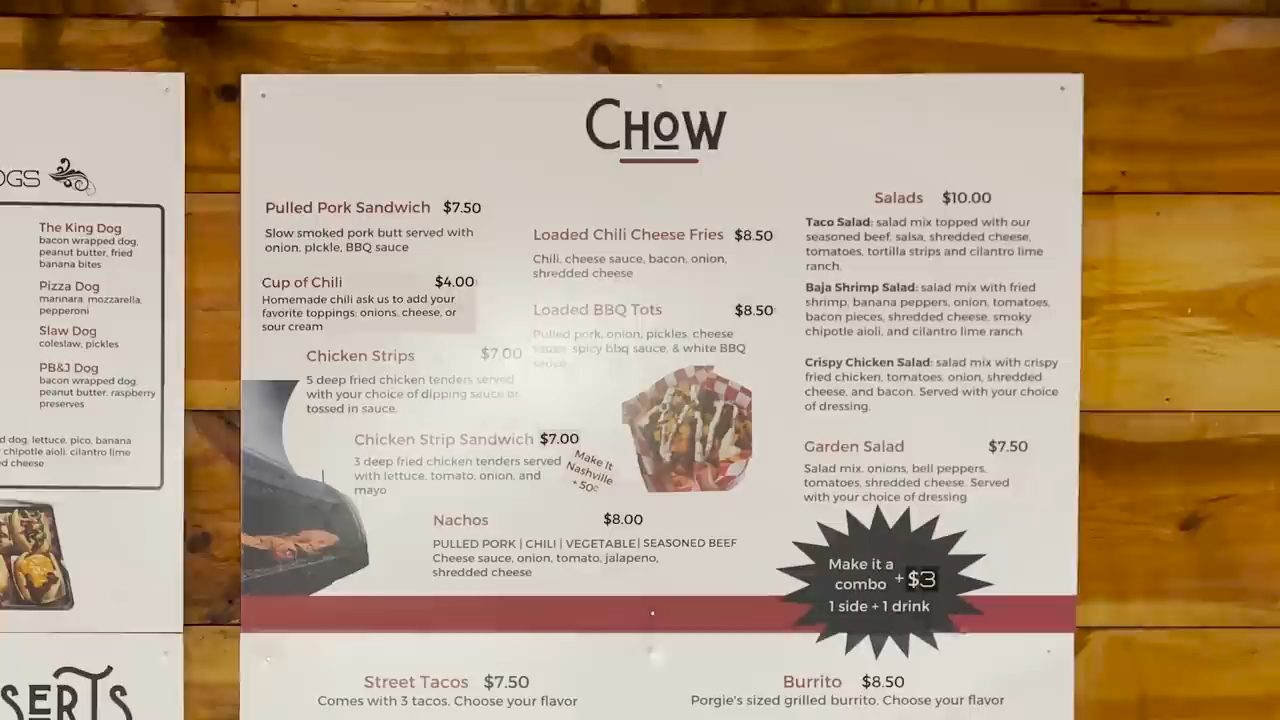 OGS
The King Dog
bacon wrapped dog,
peanut butter, fried
banana bites
Pizza Dog
marinara, mozzarella,
pepperoni
Slaw Dog
coleslaw, pickles
PB&J Dog
bacon wrapped dog,
peanut butter, raspberry
preserves
d dog, lettuce, pico, banana
chipotle aioli, cilantro lime
ed cheese
SERTS
CHOW
Pulled Pork Sandwich $7.50
Slow smoked pork butt served with
onion, pickle, BBQ sauce
Cup of Chili $4.00
Homemade chili ask us to add your
favorite toppings: onions, cheese, or
sour cream
Chicken Strips $7.00
5 deep fried chicken tenders served
with your choice of dipping sauce or
tossed in sauce.
Chicken Strip Sandwich $7.00
3 deep fried chicken tenders served
with lettuce, tomato, onion, and
mayo
Make It
Nashville
+50¢
Nachos $8.00
PULLED PORK | CHILI | VEGETABLE | SEASONED BEEF
Cheese sauce, onion, tomato, jalapeno,
shredded cheese
Loaded Chili Cheese Fries $8.50
Chili, cheese sauce, bacon, onion,
shredded cheese
Loaded BBQ Tots $8.50
Pulled pork, onion, pickles, cheese
sauce, spicy bbq sauce, & white BBQ
sauce
Salads $10.00
Taco Salad: salad mix topped with our
seasoned beef, salsa, shredded cheese,
tomatoes, tortilla strips and cilantro lime
ranch.
Baja Shrimp Salad: salad mix with fried
shrimp, banana peppers, onion, tomatoes,
bacon pieces, shredded cheese, smoky
chipotle aioli, and cilantro lime ranch
Crispy Chicken Salad: salad mix with crispy
fried chicken, tomatoes, onion, shredded
cheese, and bacon. Served with your choice
of dressing.
Garden Salad $7.50
Salad mix, onions, bell peppers,
tomatoes, shredded cheese. Served
with your choice of dressing
Make it a
combo + $3
1 side + 1 drink
Street Tacos $7.50
Comes with 3 tacos. Choose your flavor
Burrito $8.50
Porgie's sized grilled burrito. Choose your flavor